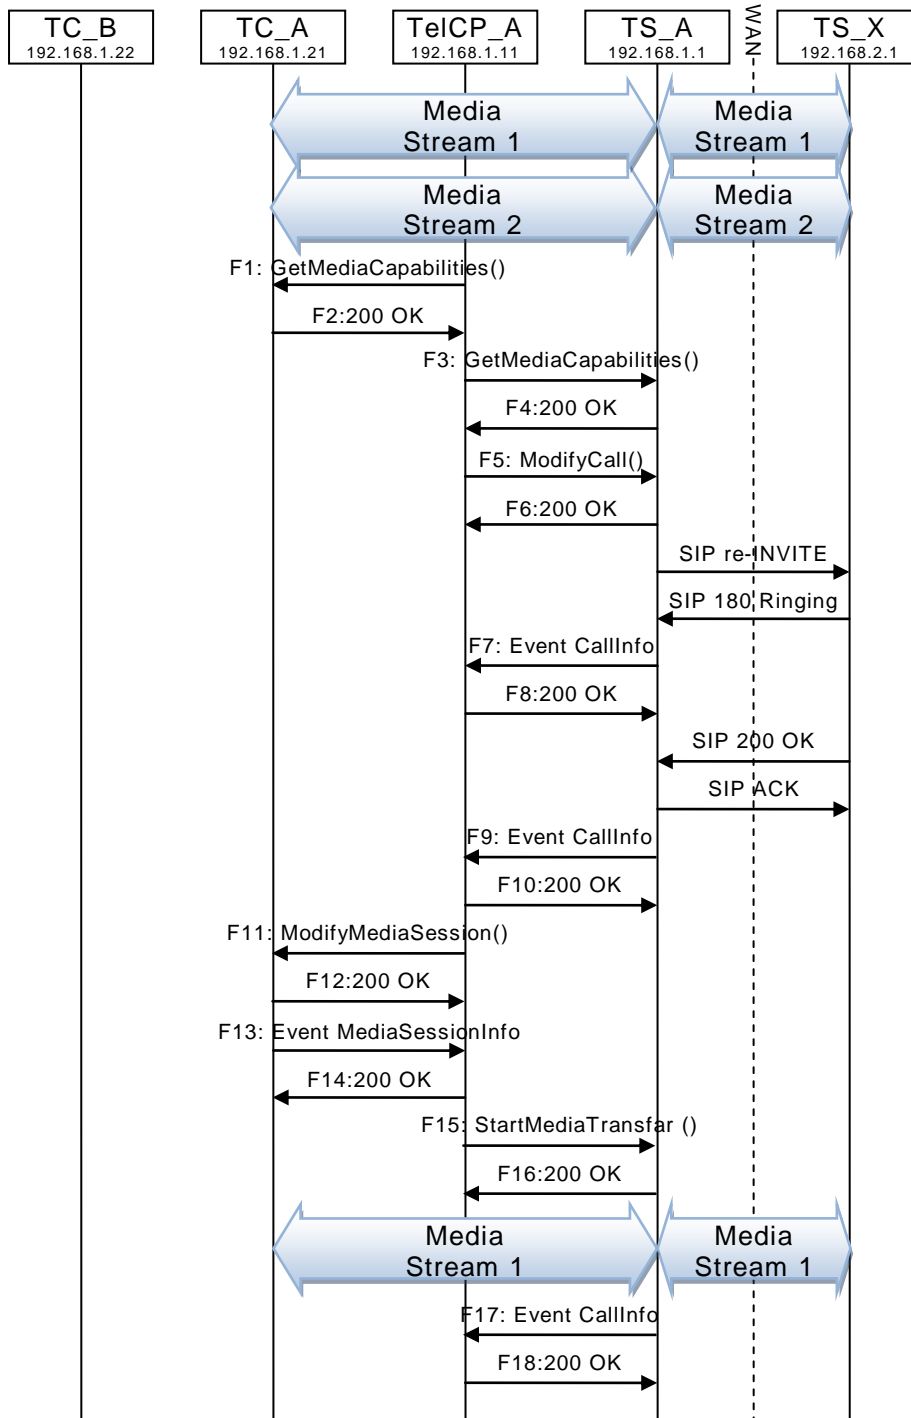 TC_B
192.168.1.22
TC_A
192.168.1.21
TelCP_A
192.168.1.11
TS_A
192.168.1.1
WAN
TS_X
192.168.2.1
Media
Stream 1
Media
Stream 1
Media
Stream 2
Media
Stream 2
F1: GetMediaCapabilities()
F2:200 OK
F3: GetMediaCapabilities()
F4:200 OK
F5: ModifyCall()
F6:200 OK
SIP re-INVITE
SIP 180 Ringing
F7: Event CallInfo
F8:200 OK
SIP 200 OK
SIP ACK
F9: Event CallInfo
F10:200 OK
F11: ModifyMediaSession()
F12:200 OK
F13: Event MediaSessionInfo
F14:200 OK
F15: StartMediaTransfar ()
F16:200 OK
Media
Stream 1
Media
Stream 1
F17: Event CallInfo
F18:200 OK